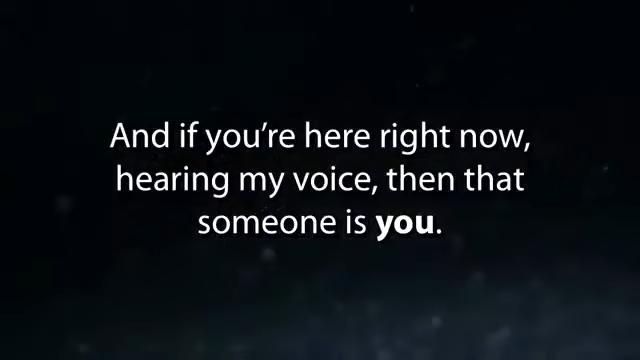 And if you’re here right now,
hearing my voice, then that
someone is you.